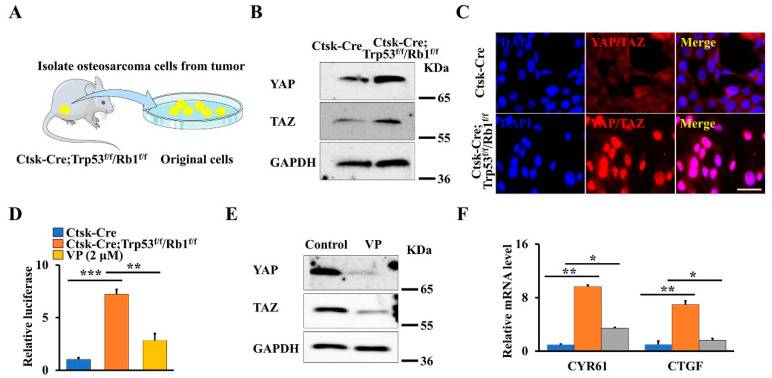 A
Isolate osteosarcoma cells from tumor
Ctsk-Cre;Trp53f/f/Rb1f/f
Original cells
B
Ctsk-Cre
Ctsk-Cre;
Trp53f/f/Rb1f/f
KDa
YAP
65
TAZ
55
GAPDH
36
C
Ctsk-Cre
DAPI
YAP/TAZ
Merge
Ctsk-Cre;
Trp53f/f/Rb1f/f
DAPI
YAP/TAZ
Merge
D
Ctsk-Cre
Ctsk-Cre;Trp53f/f/Rb1f/f
VP (2 μM)
Relative luciferase
10
5
0
***
**
E
Control
VP
KDa
YAP
65
TAZ
55
GAPDH
36
F
Relative mRNA level
16
8
0
**
*
**
*
CYR61
CTGF